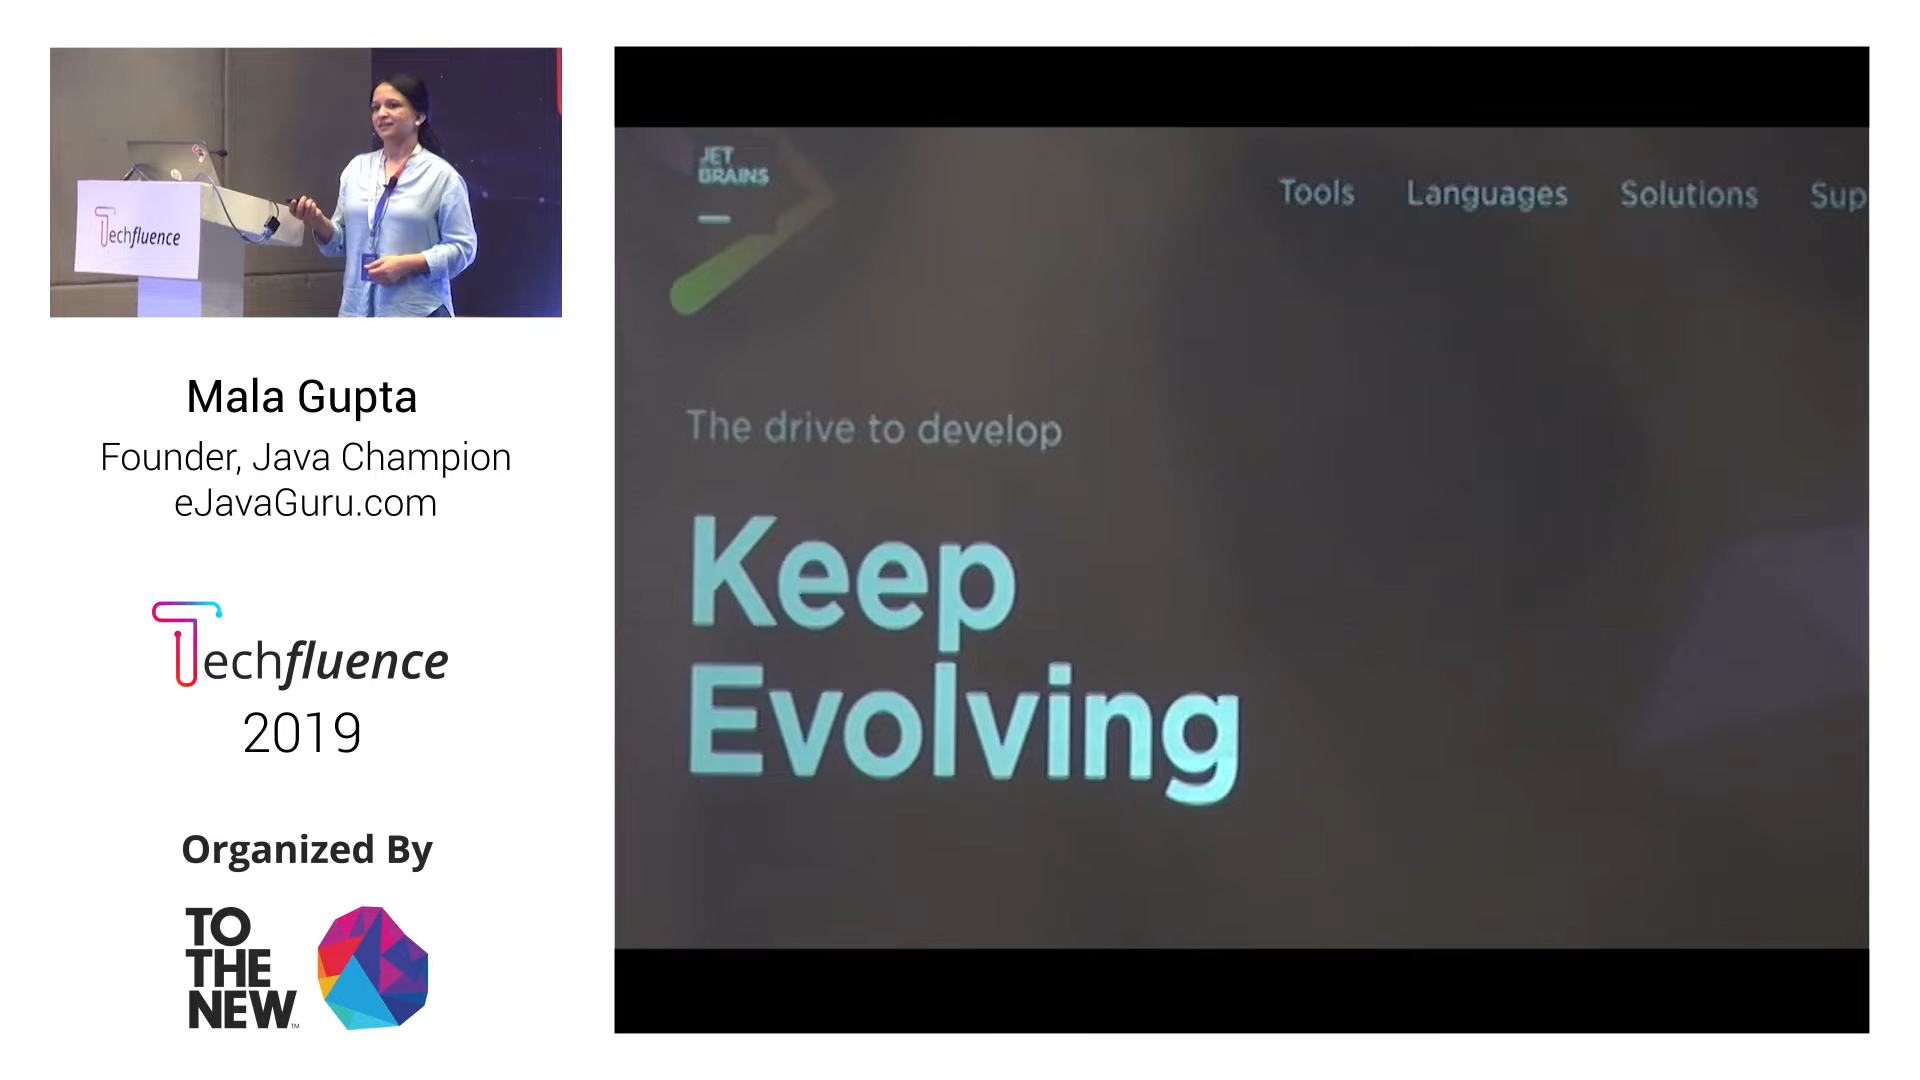 Techfluence
Mala Gupta
Founder, Java Champion
eJavaGuru.com
Techfluence
2019
Organized By
TO
THE
NEW™
JET
BRAINS
Tools Languages Solutions Sup
The drive to develop
Keep
Evolving